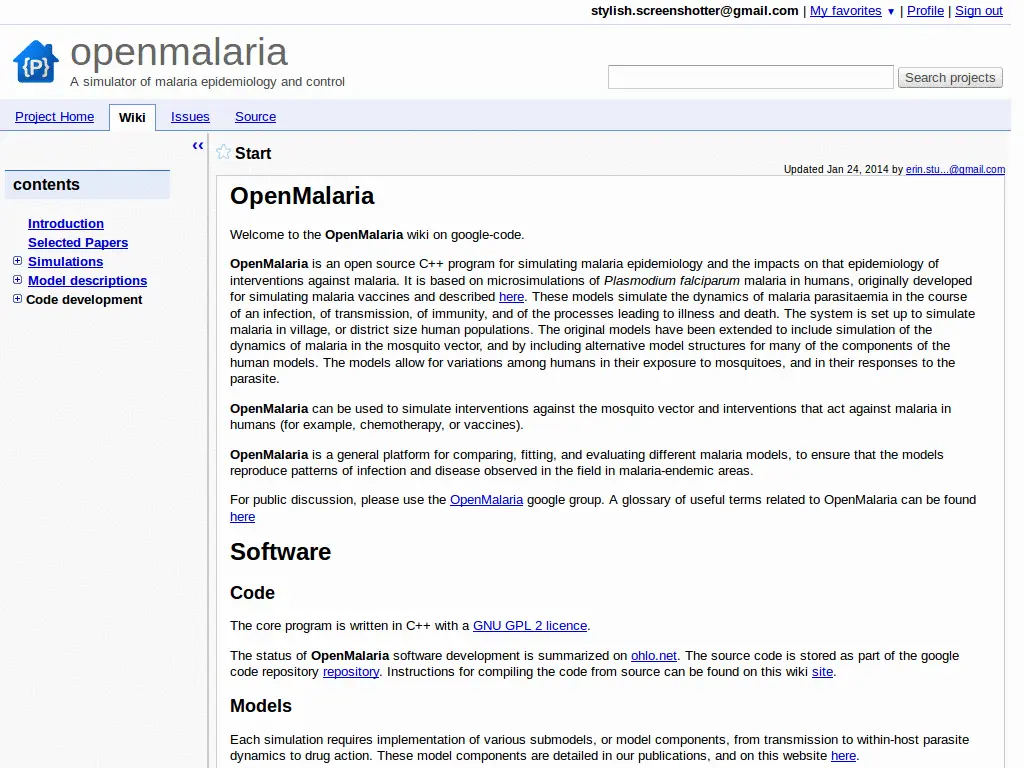 stylish.screenshotter@gmail.com | My favorites ▼ | Profile | Sign out
{P}
openmalaria
A simulator of malaria epidemiology and control
Search projects
Project Home Wiki Issues Source
‹‹
contents
Introduction
Selected Papers
Simulations
Model descriptions
Code development
Start
Updated Jan 24, 2014 by erin.stu...@gmail.com
OpenMalaria
Welcome to the OpenMalaria wiki on google-code.
OpenMalaria is an open source C++ program for simulating malaria epidemiology and the impacts on that epidemiology of
interventions against malaria. It is based on microsimulations of Plasmodium falciparum malaria in humans, originally developed
for simulating malaria vaccines and described here. These models simulate the dynamics of malaria parasitaemia in the course
of an infection, of transmission, of immunity, and of the processes leading to illness and death. The system is set up to simulate
malaria in village, or district size human populations. The original models have been extended to include simulation of the
dynamics of malaria in the mosquito vector, and by including alternative model structures for many of the components of the
human models. The models allow for variations among humans in their exposure to mosquitoes, and in their responses to the
parasite.
OpenMalaria can be used to simulate interventions against the mosquito vector and interventions that act against malaria in
humans (for example, chemotherapy, or vaccines).
OpenMalaria is a general platform for comparing, fitting, and evaluating different malaria models, to ensure that the models
reproduce patterns of infection and disease observed in the field in malaria-endemic areas.
For public discussion, please use the OpenMalaria google group. A glossary of useful terms related to OpenMalaria can be found
here
Software
Code
The core program is written in C++ with a GNU GPL 2 licence.
The status of OpenMalaria software development is summarized on ohlo.net. The source code is stored as part of the google
code repository repository. Instructions for compiling the code from source can be found on this wiki site.
Models
Each simulation requires implementation of various submodels, or model components, from transmission to within-host parasite
dynamics to drug action. These model components are detailed in our publications, and on this website here.